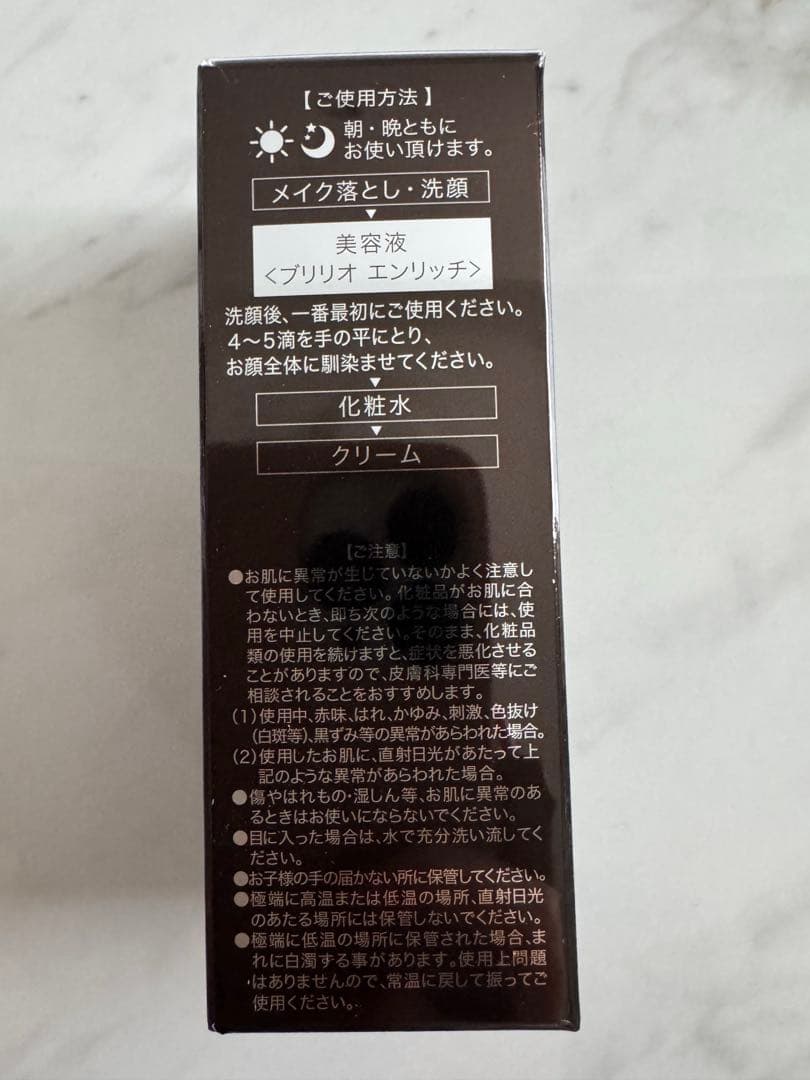 【ご使用方法】
朝・晩ともに
お使い頂けます。
メイク落とし・洗顔
▼
美容液
<ブリリオ エンリッチ>
洗顔後、一番最初にご使用ください。
4〜5滴を手の平にとり、
お顔全体に馴染ませてください。
▼
化粧水
▼
クリーム
【ご注意】
●お肌に異常が生じていないかよく注意し
て使用してください。化粧品がお肌に合
わないとき、即ち次のような場合には、使
用を中止してください。そのまま、化粧品
類の使用を続けますと、症状を悪化させる
ことがありますので、皮膚科専門医等にご
相談されることをおすすめします。
(1)使用中、赤味、はれ、かゆみ、刺激、色抜け
(白斑等)、黒ずみ等の異常があらわれた場合。
(2)使用したお肌に、直射日光があたって上
記のような異常があらわれた場合。
●傷やはれもの・湿しん等、お肌に異常のあ
るときはお使いにならないでください。
●目に入った場合は、水で充分洗い流してく
ださい。
●お子様の手の届かない所に保管してください。
●極端に高温または低温の場所、直射日光
のあたる場所には保管しないでください。
●極端に低温の場所に保管された場合、ま
れに白濁する事があります。使用上問題
はありませんので、常温に戻して振ってご
使用ください。